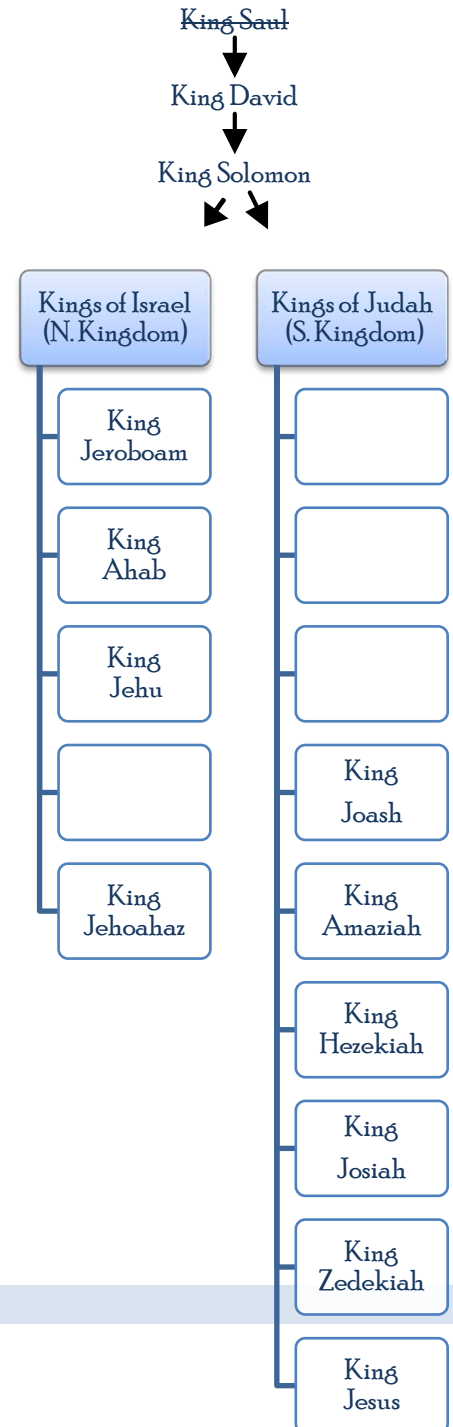 King Saul
King David
King Solomon
Kings of Israel
(N. Kingdom)
King
Jeroboam
King
Ahab
King
Jehu
King
Jehoahaz
Kings of Judah
(S. Kingdom)
King
Joash
King
Amaziah
King
Hezekiah
King
Josiah
King
Zedekiah
King
Jesus